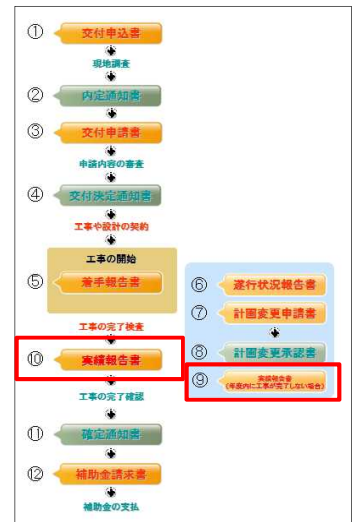 ① 交付申込書
現地調査
② 内定通知書
③ 交付申請書
申請内容の審査
④ 交付決定通知書
工事や設計の契約
工事の開始
⑤ 着手報告書
工事の完了検査
⑩ 実績報告書
工事の完了確認
⑪ 確定通知書
⑫ 補助金請求書
補助金の支払
⑥ 遂行状況報告書
⑦ 計画変更申請書
⑧ 計画変更承認書
⑨ 実績報告書
(年度内に工事が完了しない場合)